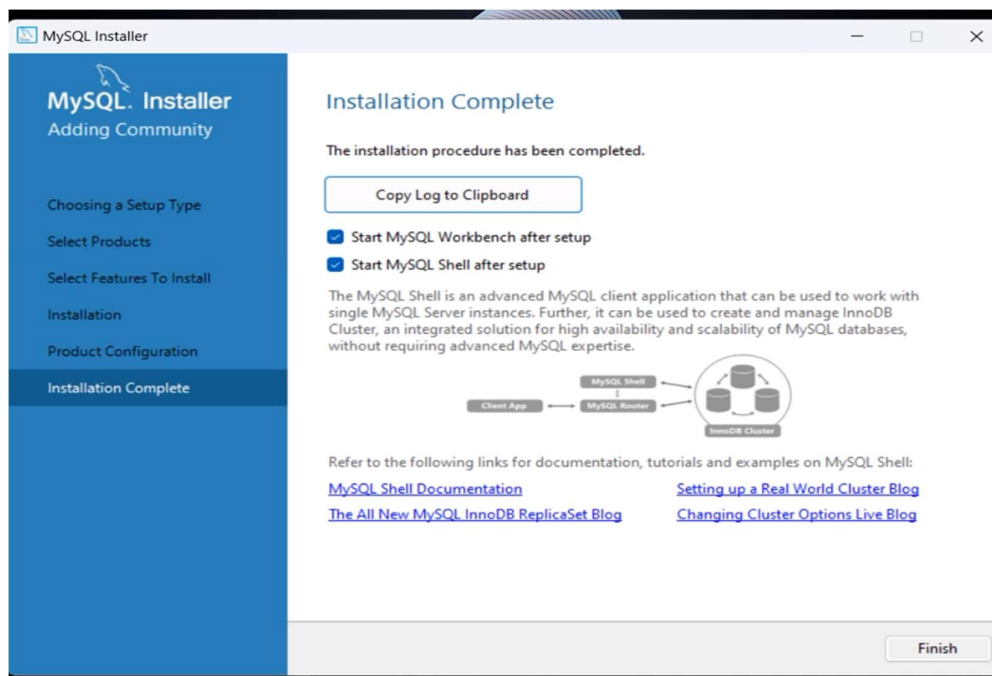 MySQL Installer
MySQL. Installer
Adding Community
Choosing a Setup Type
Select Products
Select Features To Install
Installation
Product Configuration
Installation Complete
Installation Complete
The installation procedure has been completed.
Copy Log to Clipboard
Start MySQL Workbench after setup
Start MySQL Shell after setup
The MySQL Shell is an advanced MySQL client application that can be used to work with
single MySQL Server instances. Further, it can be used to create and manage InnoDB
Cluster, an integrated solution for high availability and scalability of MySQL databases,
without requiring advanced MySQL expertise.
MySQL Shell
Client App
MySQL Router
InnoDB Cluster
Refer to the following links for documentation, tutorials and examples on MySQL Shell:
MySQL Shell Documentation
Setting up a Real World Cluster Blog
The All New MySQL InnoDB ReplicaSet Blog
Changing Cluster Options Live Blog
Finish